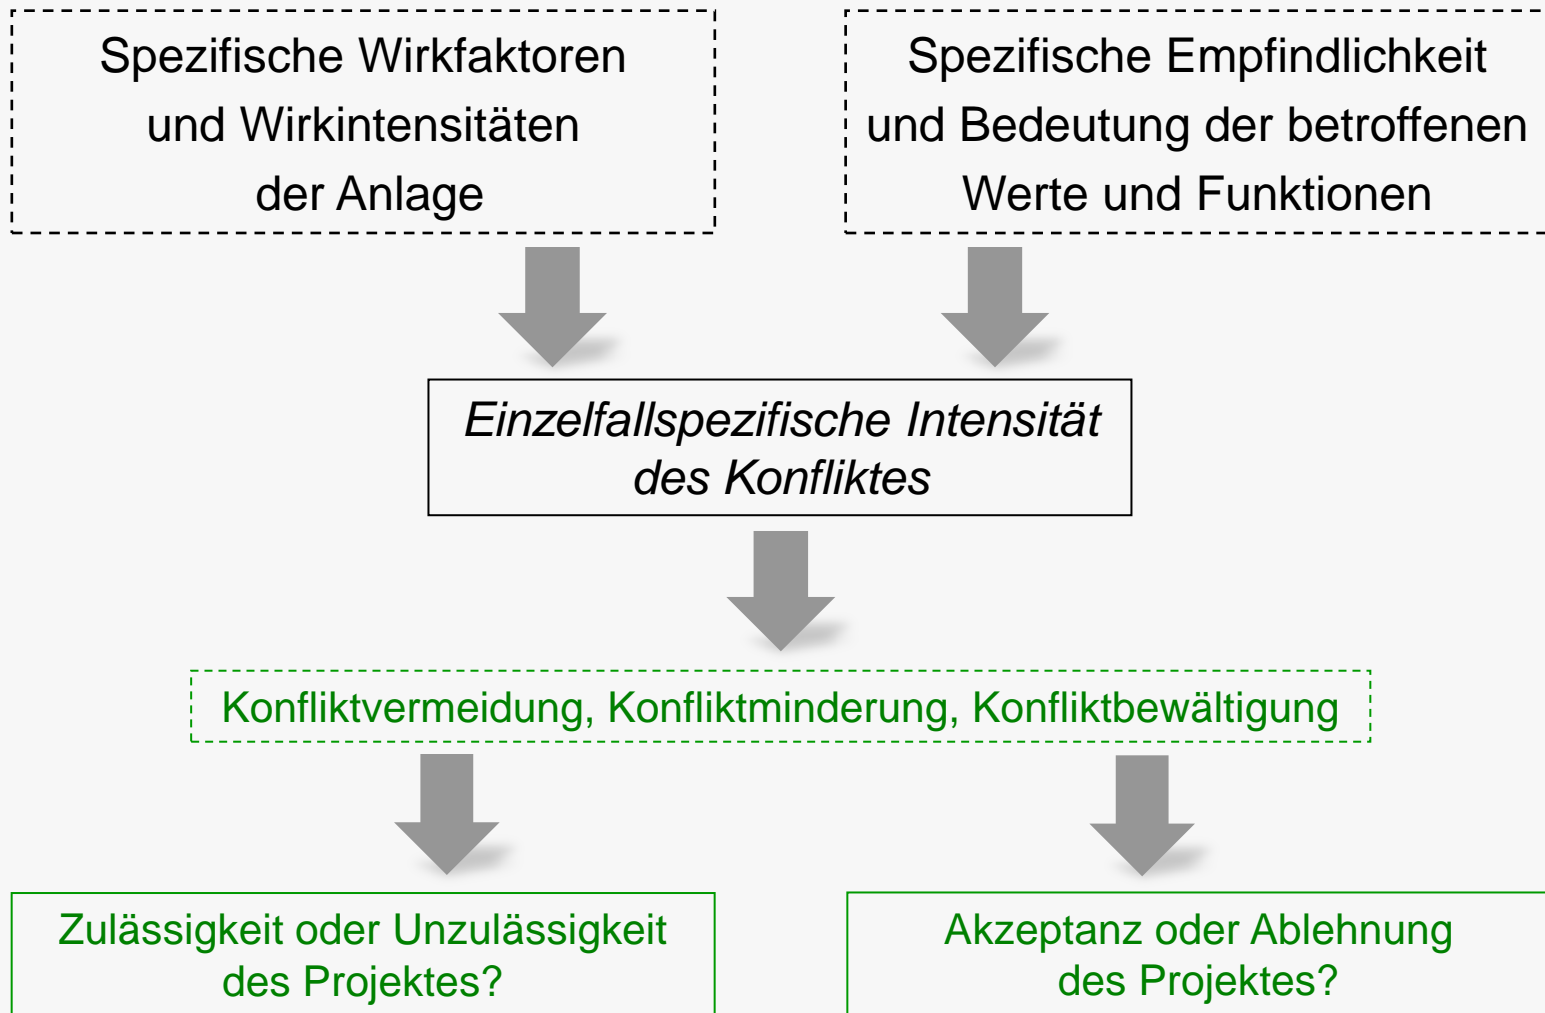 Spezifische Wirkfaktoren
und Wirkintensitäten
der Anlage
Spezifische Empfindlichkeit
und Bedeutung der betroffenen
Werte und Funktionen
Einzelfallspezifische Intensität
des Konfliktes
Konfliktvermeidung, Konfliktminderung, Konfliktbewältigung
Zulässigkeit oder Unzulässigkeit
des Projektes?
Akzeptanz oder Ablehnung
des Projektes?